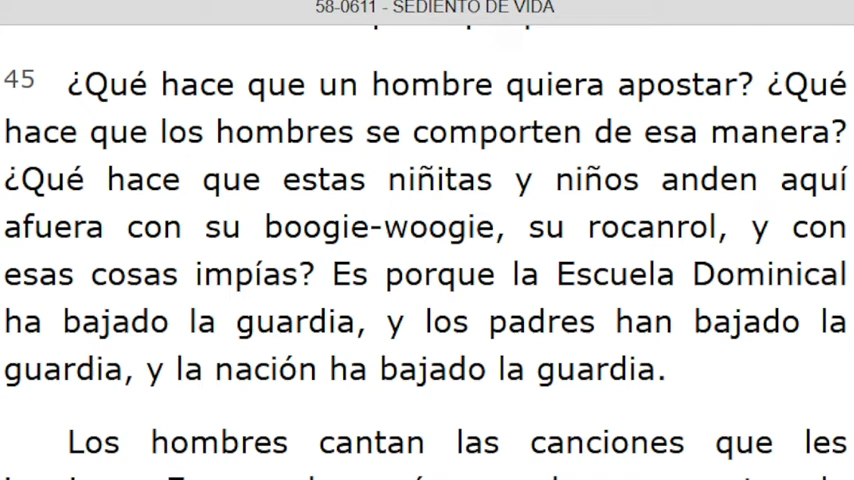 58-0611 - SEDIENTO DE VIDA
45 ¿Qué hace que un hombre quiera apostar? ¿Qué
hace que los hombres se comporten de esa manera?
¿Qué hace que estas niñitas y niños anden aquí
afuera con su boogie-woogie, su rocanrol, y con
esas cosas impías? Es porque la Escuela Dominical
ha bajado la guardia, y los padres han bajado la
guardia, y la nación ha bajado la guardia.
Los hombres cantan las canciones que les